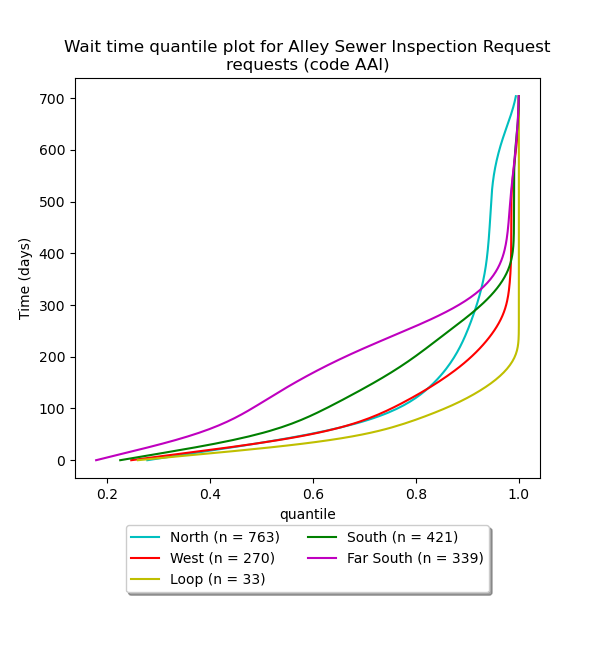 Wait time quantile plot for Alley Sewer Inspection Request
requests (code AAI)
700
600
500
400
300
200
100
0
Time (days)
0.2 0.4 0.6 0.8 1.0
quantile
North (n = 763)
West (n = 270)
Loop (n = 33)
South (n = 421)
Far South (n = 339)